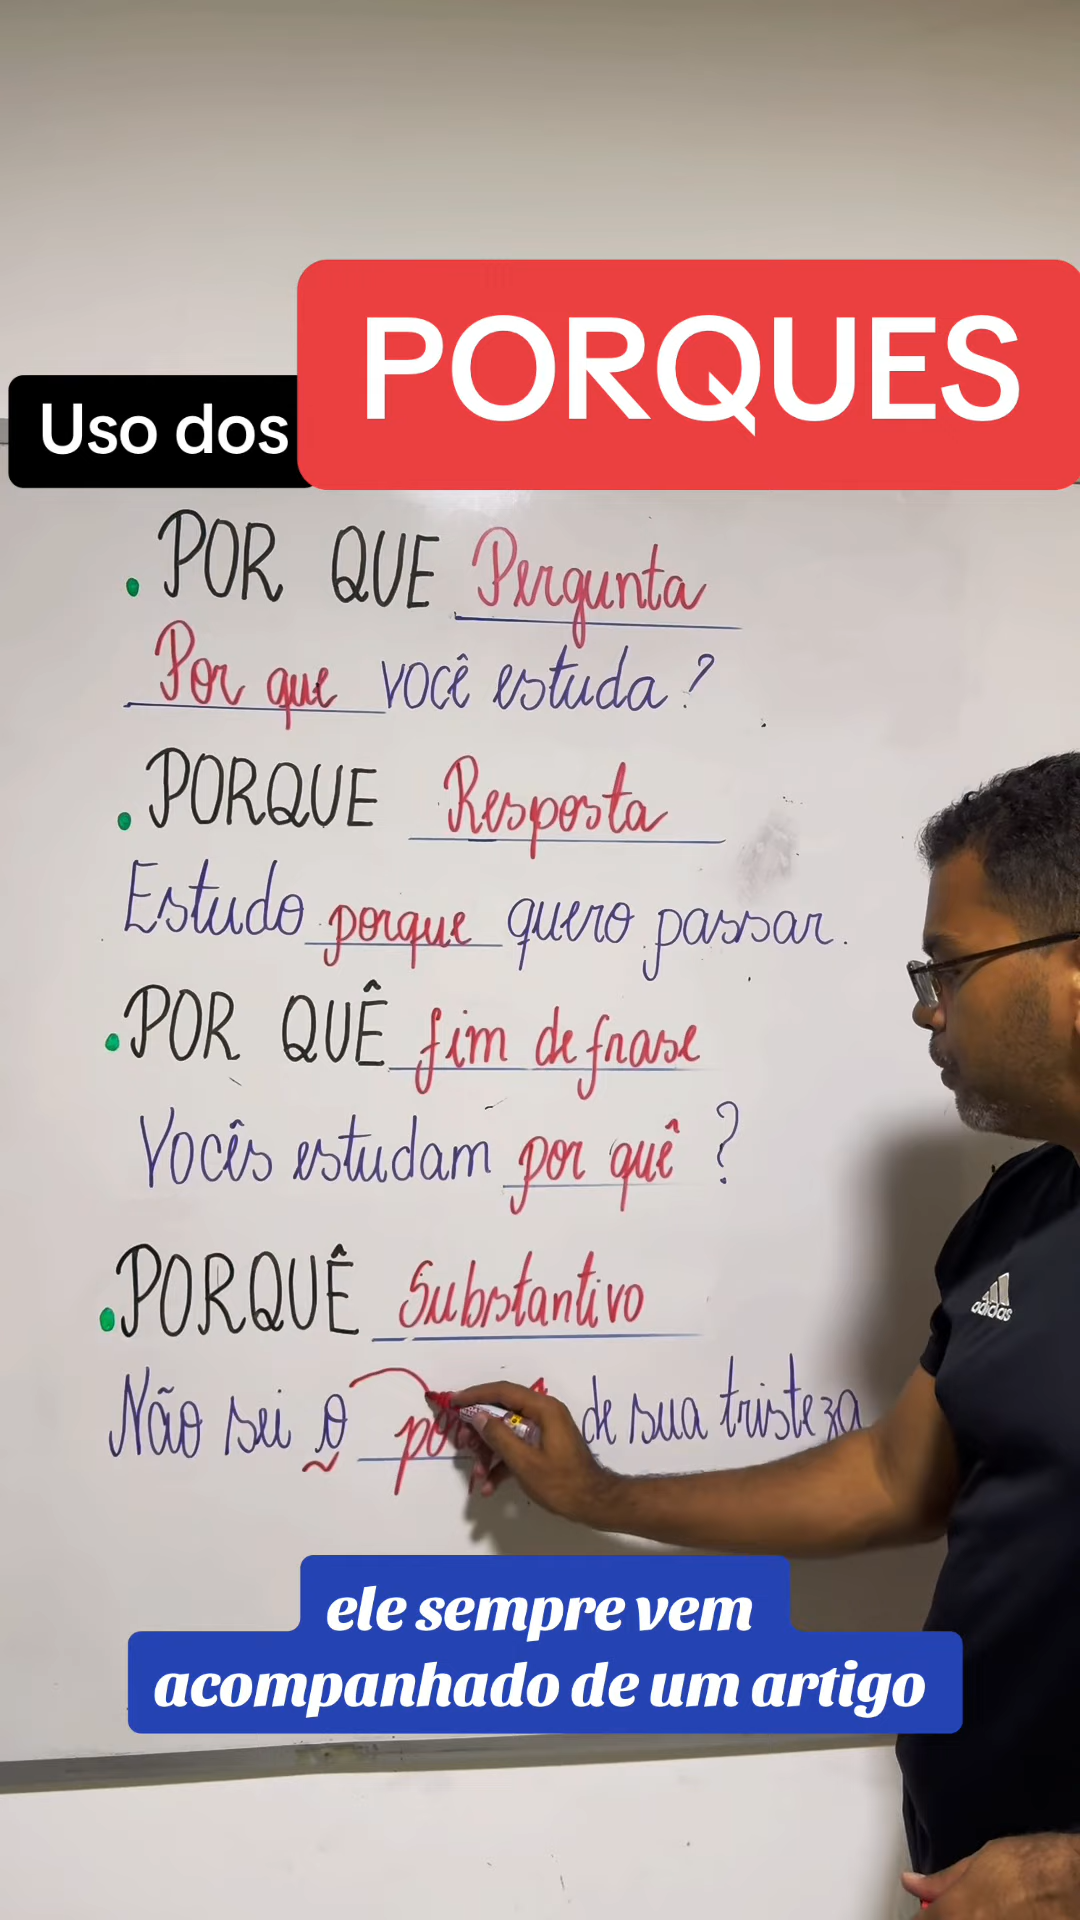 PORQUES
Uso dos
. POR QUE Pergunta
Por que você estuda?
. PORQUE Resposta
Estudo porque quero passar.
. POR QUÊ fim de frase
Vocês estudam por quê?
. PORQUÊ Substantivo
Não sei o de sua tristeza
adidas
ele sempre vem
acompanhado de um artigo